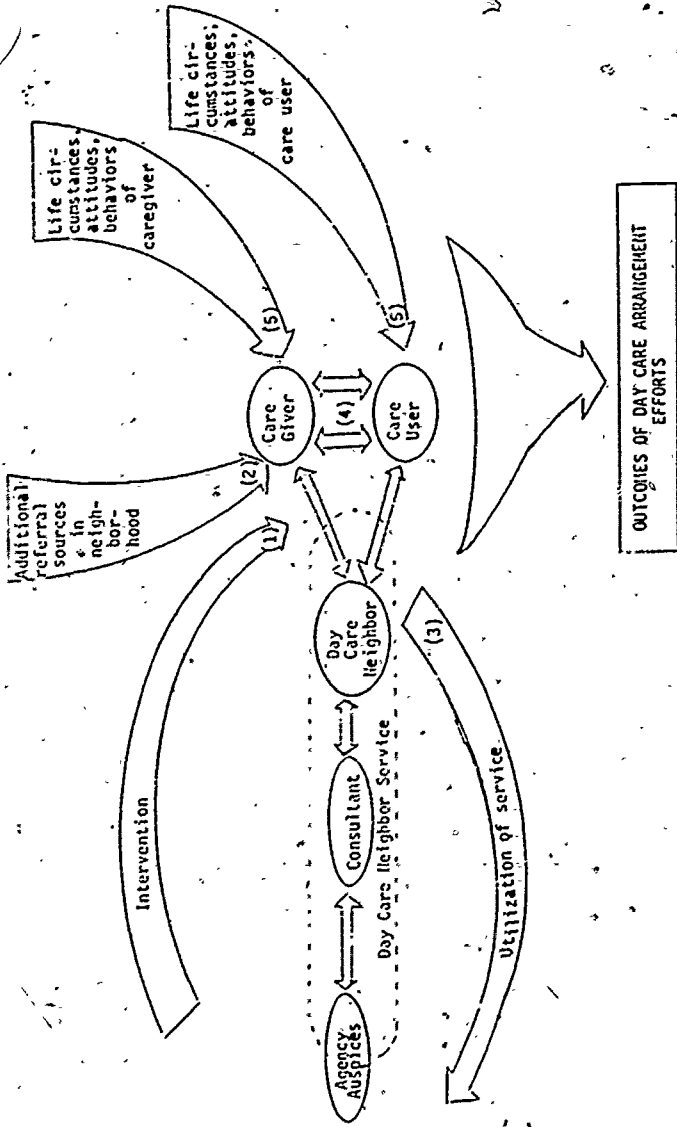 Life cir-
cumstances,
attitudes,
behaviors
of
caregiver
Life cir-
cumstances,
attitudes,
behaviors
of
care user
Additional
referral
sources
in
neigh-
bor-
hood
Intervention
(1)
(2)
(5)
(5)
Care
Giver
(4)
Care
User
Day
Care
Neighbor
Consultant
Agency
Auspices
Day Care Neighbor Service
(3)
Utilization of service
OUTCOMES OF DAY CARE ARRANGEMENT
EFFORTS